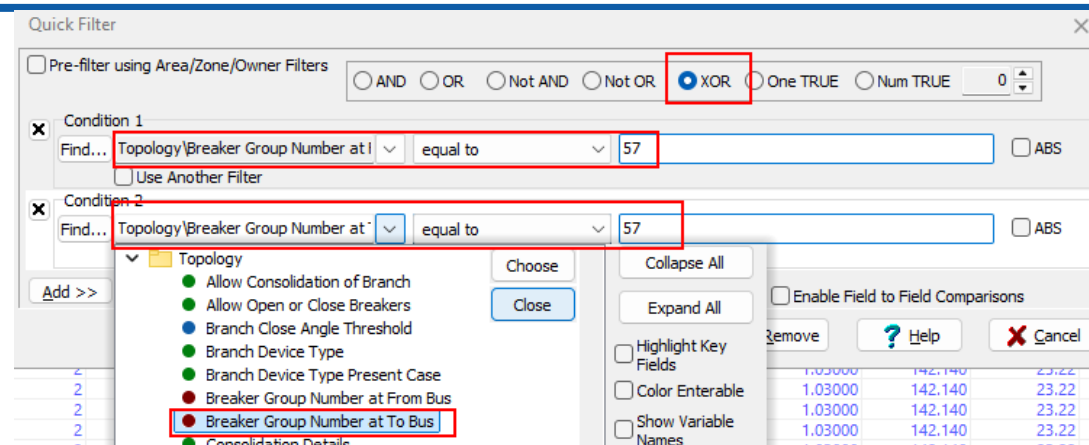 Quick Filter
Pre-filter using Area/Zone/Owner Filters AND OR Not AND Not OR XOR One TRUE Num TRUE 0
Condition 1
Find... Topology\Breaker Group Number at equal to 57 ABS
Use Another Filter
Condition 2
Find... Topology\Breaker Group Number at equal to 57 ABS
Topology Choose Collapse All
Allow Consolidation of Branch
Add >> Allow Open or Close Breakers Close Expand All Enable Field to Field Comparisons
Branch Close Angle Threshold
Branch Device Type Highlight Key Fields Remove Help Cancel
Branch Device Type Present Case
2 1.03000 142.140 23.22
2 Breaker Group Number at From Bus Color Enterable 1.03000 142.140 23.22
2 Breaker Group Number at To Bus Show Variable Names 1.03000 142.140 23.22
2 Consolidation Details 1.03000 142.140 23.22